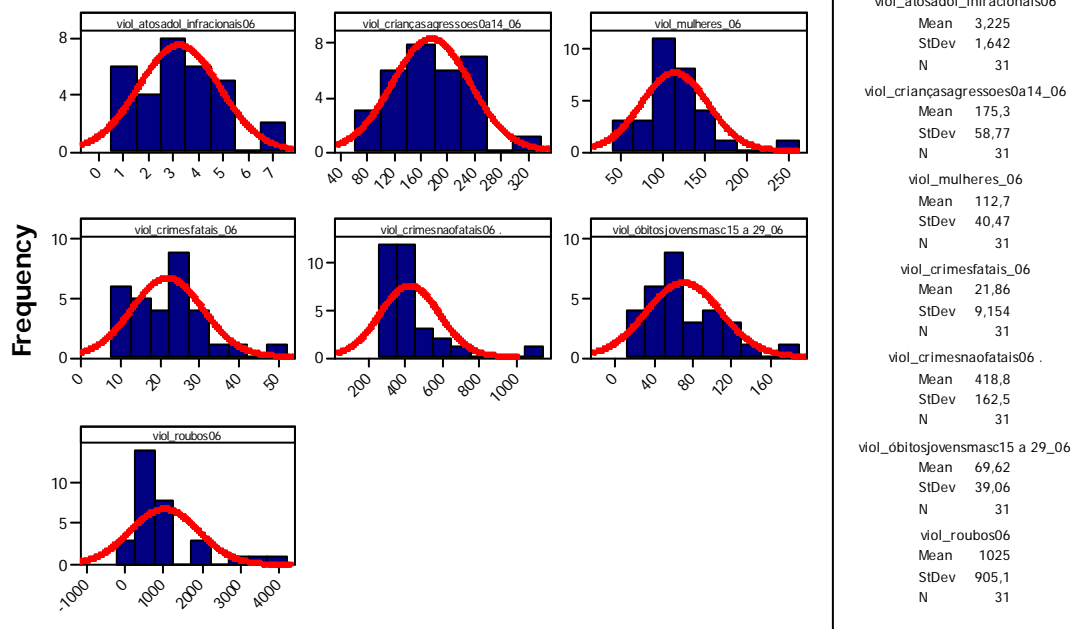 viol_atosadol_infracionais06
viol_criançasagressoes0a14_06
viol_mulheres_06
8
4
0
0 1 2 3 4 5 6 7
8
4
0
40 80 120 160 200 240 280 320
10
5
0
50 100 150 200 250
viol_crimesfatais_06
viol_crimesnaofatais06 .
viol_óbitosjovensmasc15 a 29_06
10
5
0
0 10 20 30 40 50
10
5
0
200 400 600 800 1000
10
5
0
0 40 80 120 160
viol_roubos06
10
5
0
-1000 0 1000 2000 3000 4000
Frequency
viol_atosadol_infracionais06
Mean 3,225
StDev 1,642
N 31
viol_criançasagressoes0a14_06
Mean 175,3
StDev 58,77
N 31
viol_mulheres_06
Mean 112,7
StDev 40,47
N 31
viol_crimesfatais_06
Mean 21,86
StDev 9,154
N 31
viol_crimesnaofatais06 .
Mean 418,8
StDev 162,5
N 31
viol_óbitosjovensmasc15 a 29_06
Mean 69,62
StDev 39,06
N 31
viol_roubos06
Mean 1025
StDev 905,1
N 31